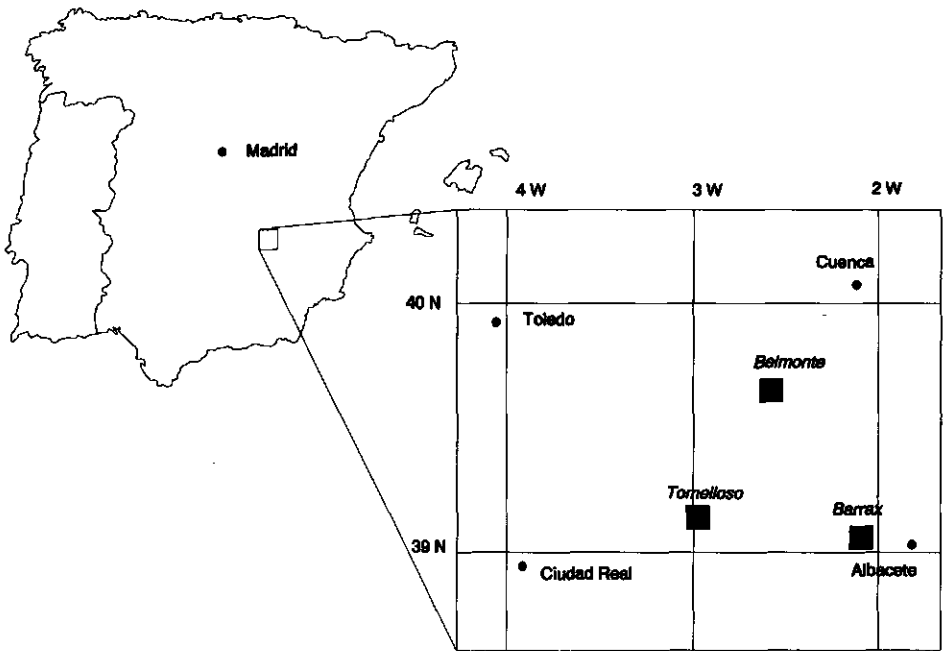 Madrid
4 W
3 W
2 W
Cuenca
40 N
Toledo
Belmonte
Tomelloso
Barrax
39 N
Ciudad Real
Albacete